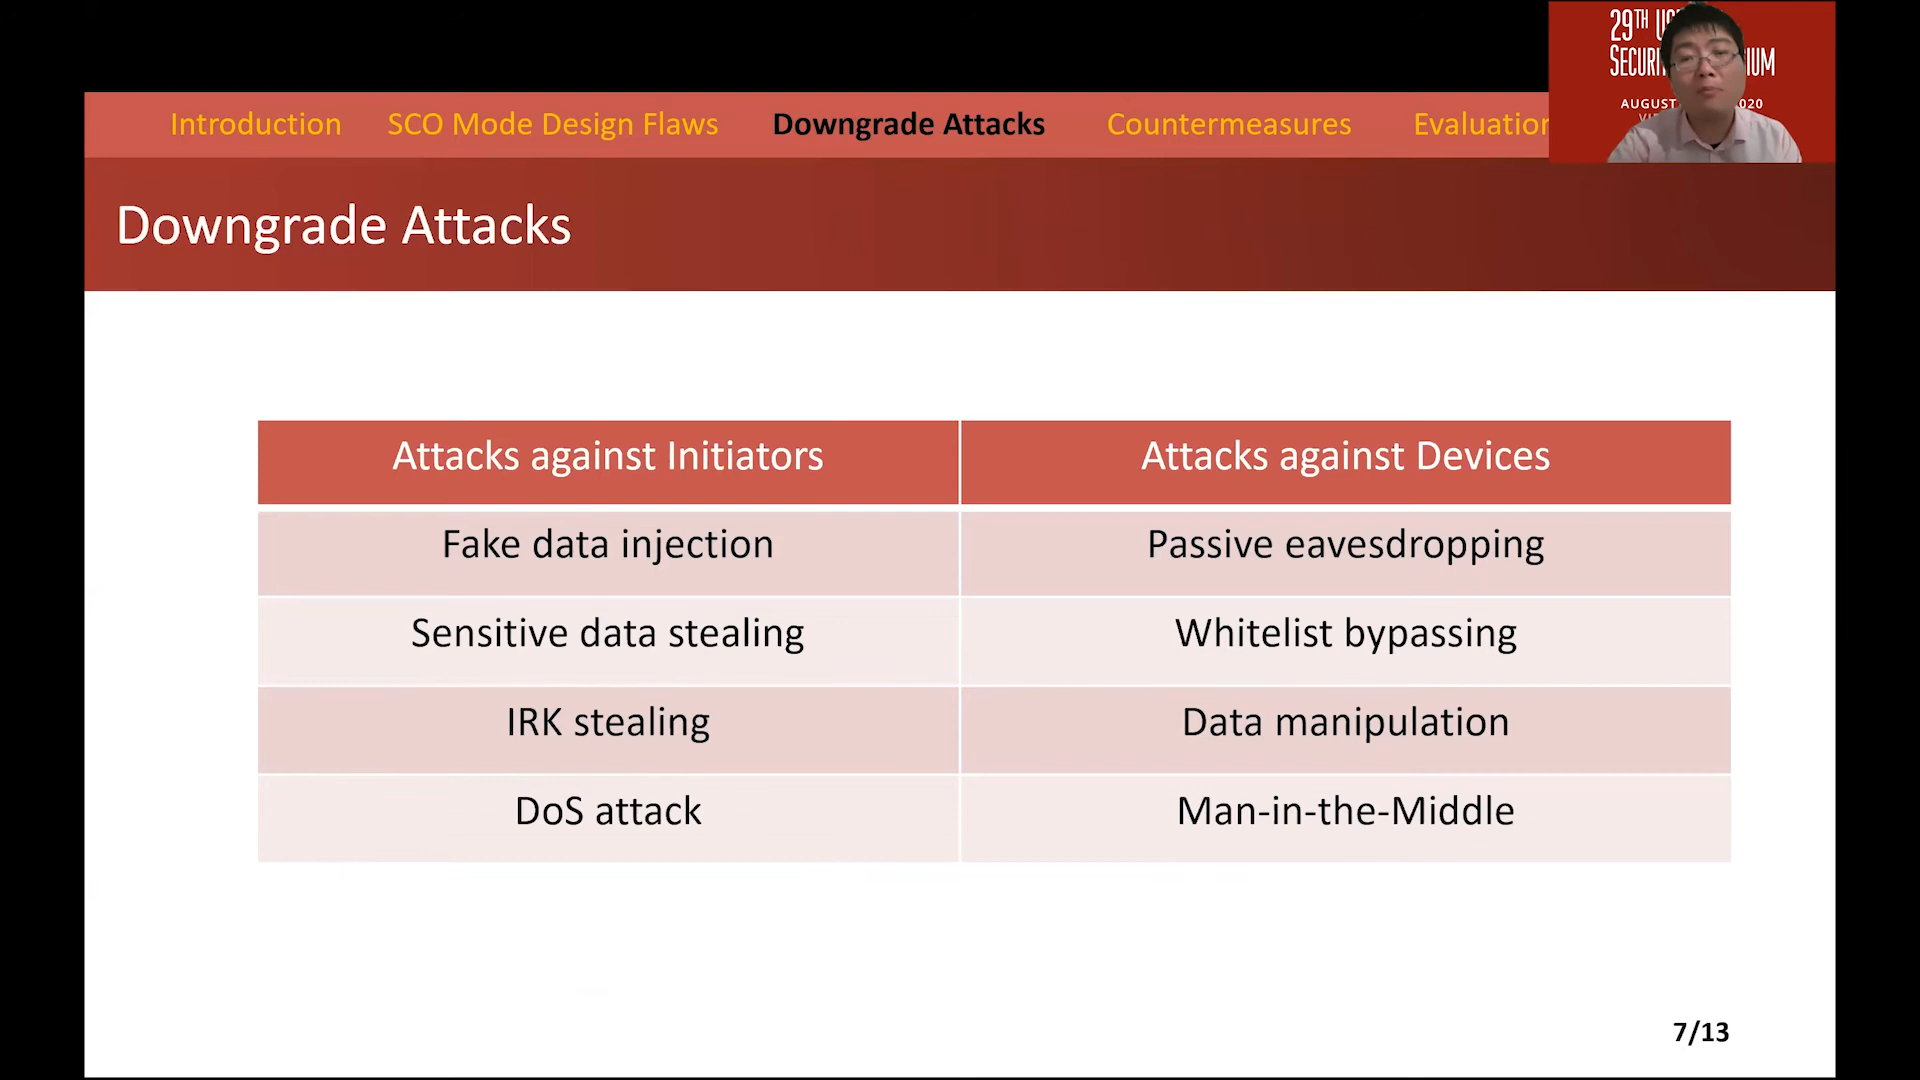 29TH
SECURI IUM
AUGUST 020
Introduction SCO Mode Design Flaws Downgrade Attacks Countermeasures Evaluation
Downgrade Attacks
Attacks against Initiators Attacks against Devices
Fake data injection Passive eavesdropping
Sensitive data stealing Whitelist bypassing
IRK stealing Data manipulation
DoS attack Man-in-the-Middle
7/13